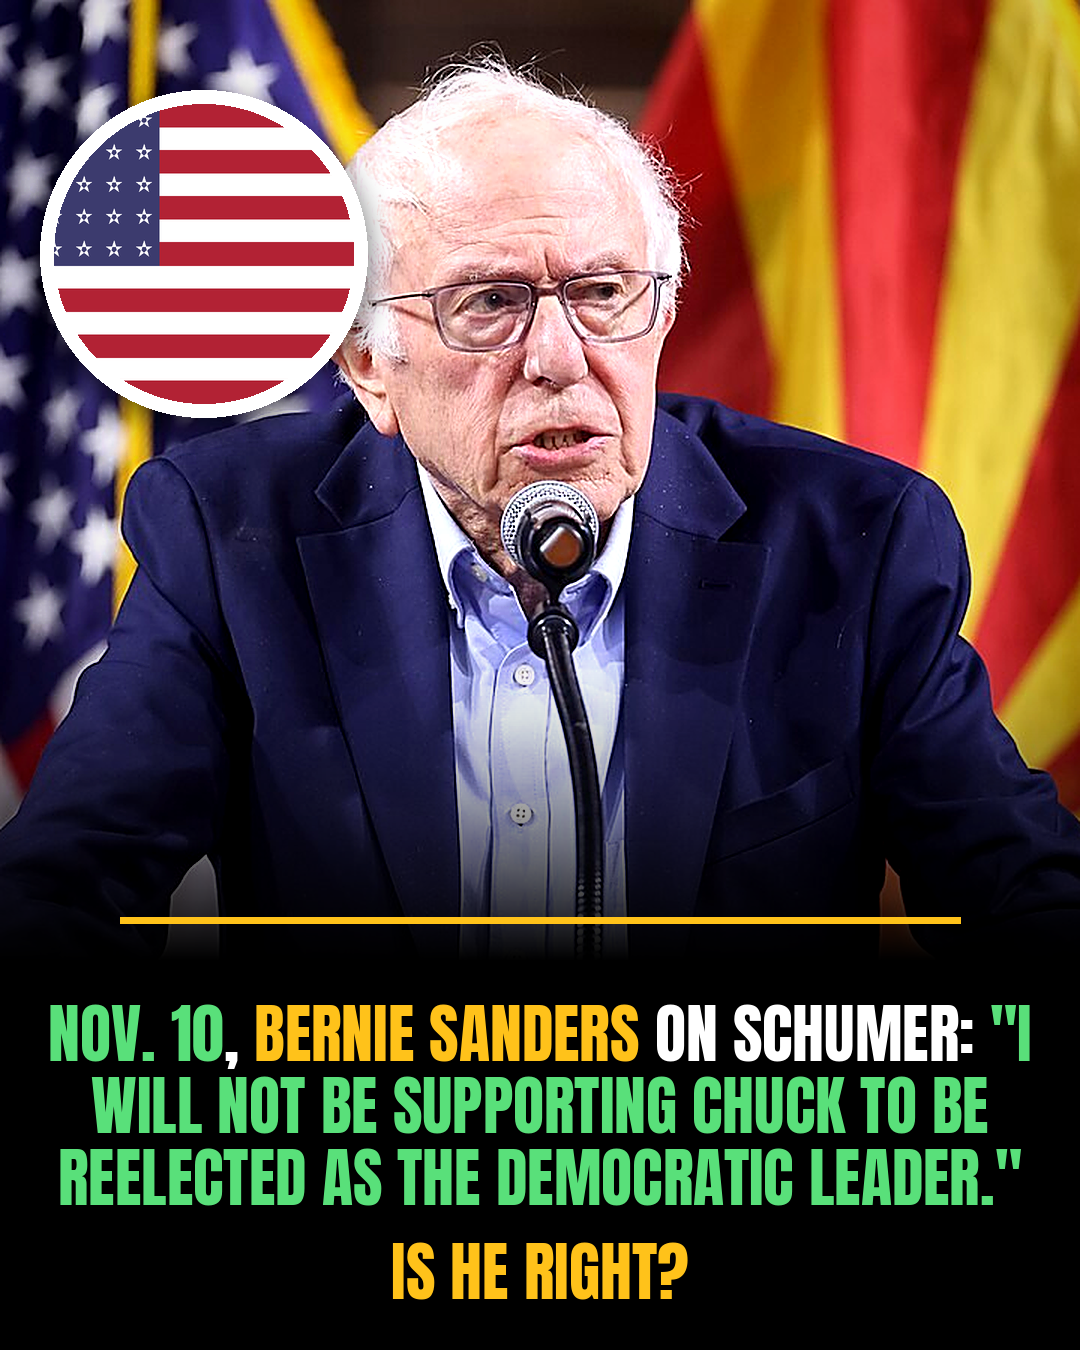 NOV. 10, BERNIE SANDERS ON SCHUMER: "I
WILL NOT BE SUPPORTING CHUCK TO BE
REELECTED AS THE DEMOCRATIC LEADER."
IS HE RIGHT?